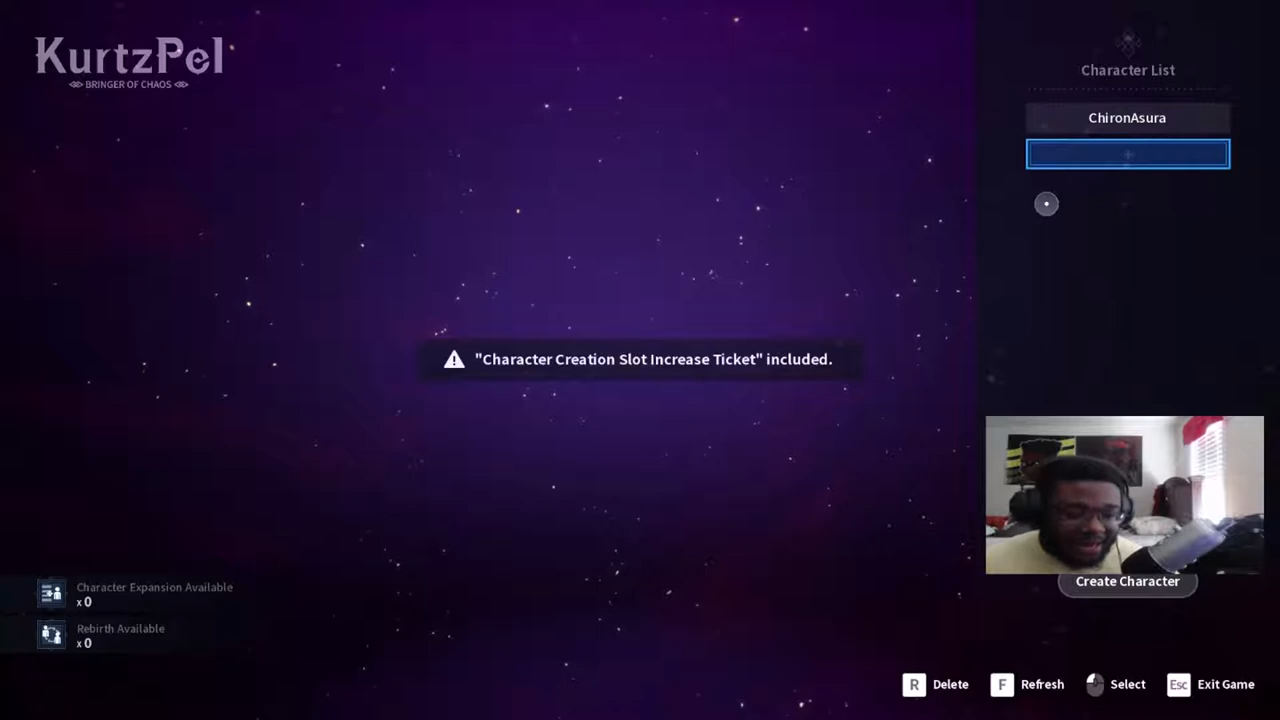 KurtzPel
BRINGER OF CHAOS
Character List
ChironAsura
"Character Creation Slot Increase Ticket" included.
Character Expansion Available
x 0
Rebirth Available
x 0
Create Character
R Delete
F Refresh
Select
Esc Exit Game